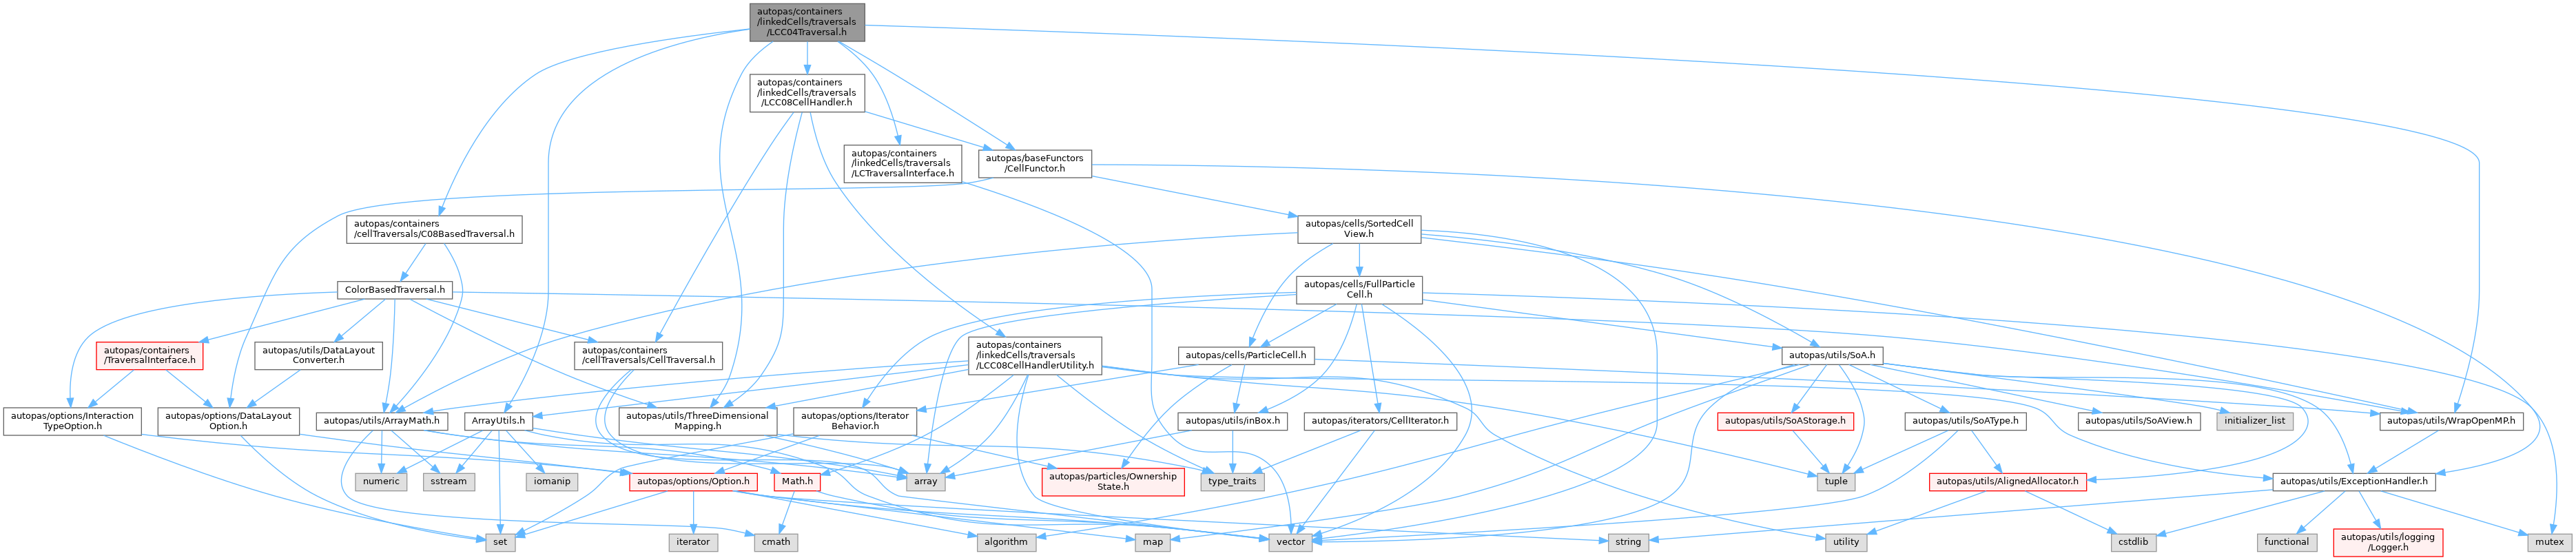 autopas/containers
/linkedCells/traversals
/LCC04Traversal.h
autopas/containers
/linkedCells/traversals
/LCC08CellHandler.h
autopas/containers
/linkedCells/traversals
/LCTraversalInterface.h
autopas/baseFunctors
/CellFunctor.h
autopas/containers
/cellTraversals/C08BasedTraversal.h
autopas/cells/SortedCell
View.h
ColorBasedTraversal.h
autopas/cells/FullParticle
Cell.h
autopas/containers
/TraversalInterface.h
autopas/utils/DataLayout
Converter.h
autopas/containers
/cellTraversals/CellTraversal.h
autopas/containers
/linkedCells/traversals
/LCC08CellHandlerUtility.h
autopas/cells/ParticleCell.h
autopas/utils/SoA.h
autopas/options/Interaction
TypeOption.h
autopas/options/DataLayout
Option.h
autopas/utils/ArrayMath.h
ArrayUtils.h
autopas/utils/ThreeDimensional
Mapping.h
autopas/options/Iterator
Behavior.h
autopas/utils/inBox.h
autopas/iterators/CellIterator.h
autopas/utils/SoAStorage.h
autopas/utils/SoAType.h
autopas/utils/SoAView.h
initializer_list
autopas/utils/WrapOpenMP.h
numeric
sstream
iomanip
autopas/options/Option.h
Math.h
array
autopas/particles/Ownership
State.h
type_traits
tuple
autopas/utils/AlignedAllocator.h
autopas/utils/ExceptionHandler.h
set
iterator
cmath
algorithm
map
vector
string
utility
cstdlib
functional
autopas/utils/logging
/Logger.h
mutex